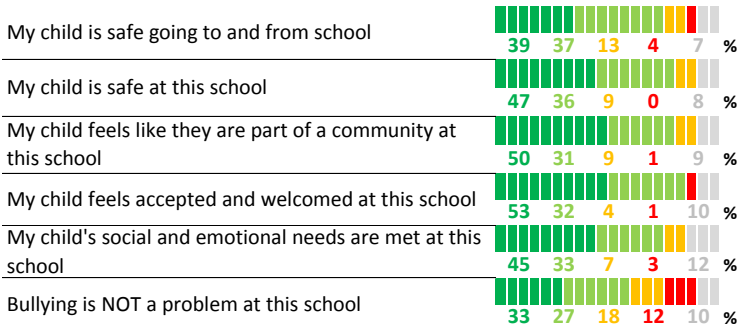 My child is safe going to and from school
39 37 13 4 7 %
My child is safe at this school
47 36 9 0 8 %
My child feels like they are part of a community at
this school
50 31 9 1 9 %
My child feels accepted and welcomed at this school
53 32 4 1 10 %
My child's social and emotional needs are met at this
school
45 33 7 3 12 %
Bullying is NOT a problem at this school
33 27 18 12 10 %